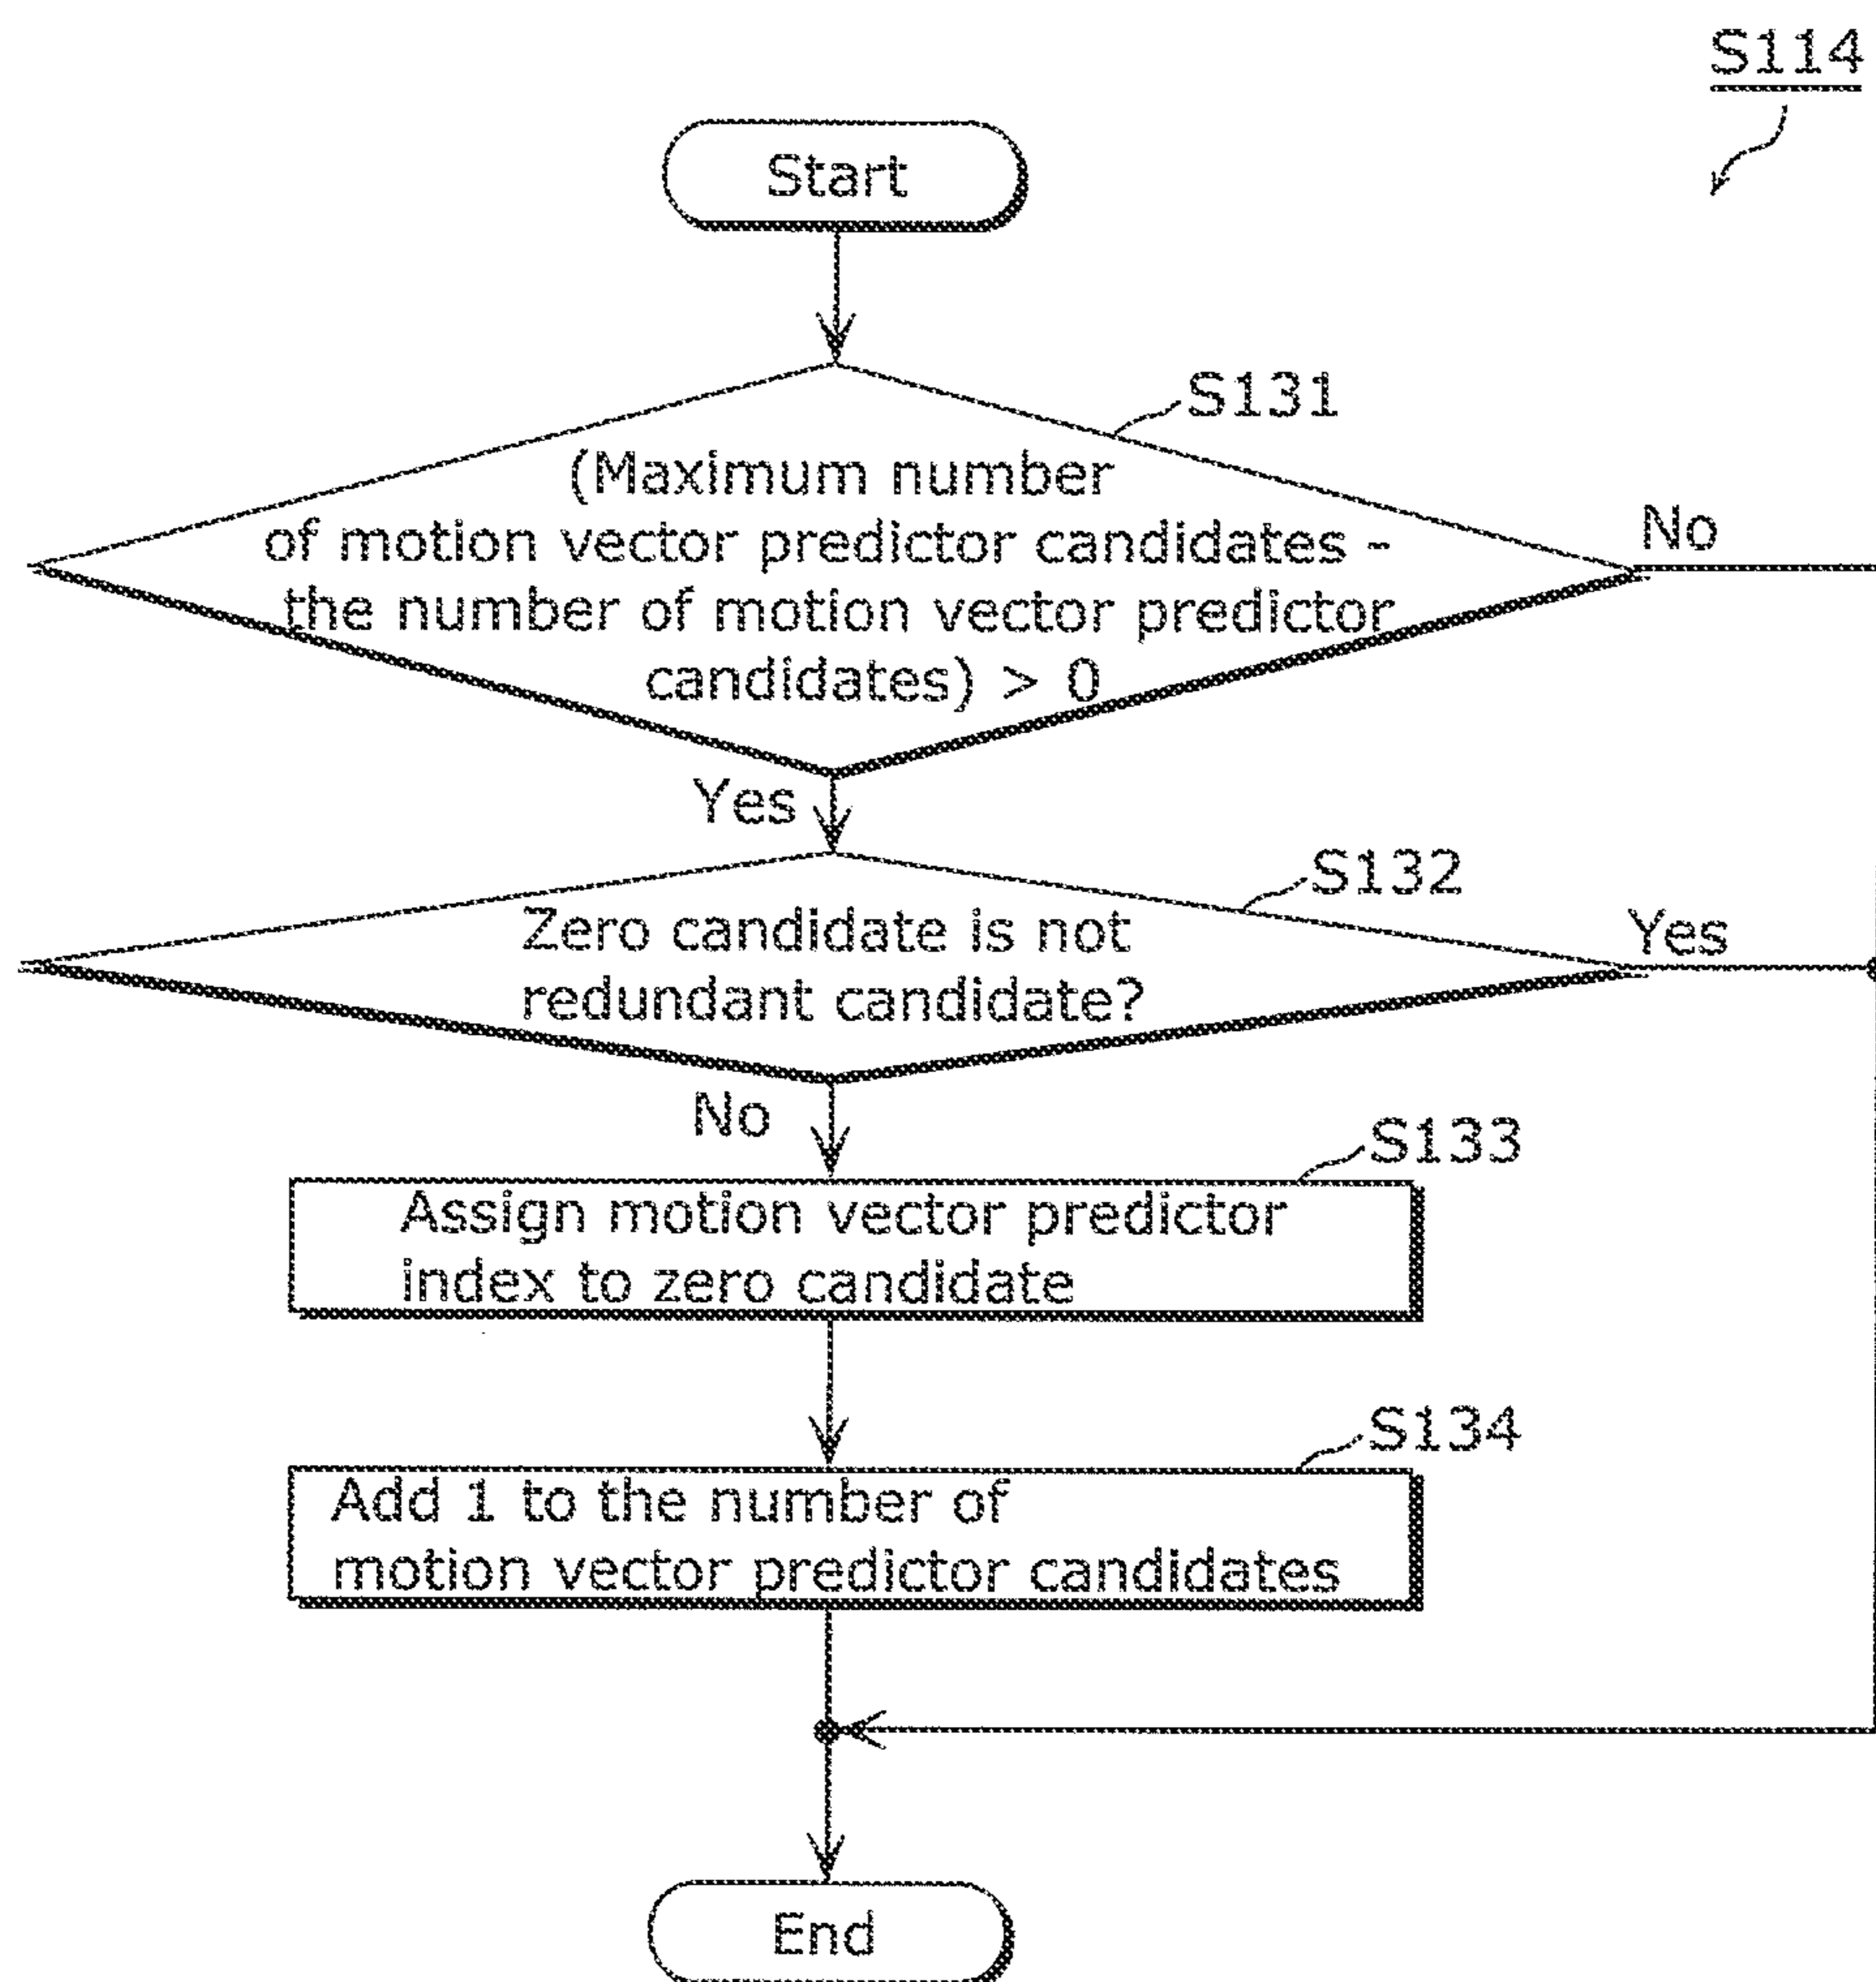 S114
Start
S131
(Maximum number
of motion vector predictor candidates -
the number of motion vector predictor
candidates) > 0
No
Yes
S132
Zero candidate is not
redundant candidate?
Yes
No
S133
Assign motion vector predictor
index to zero candidate
S134
Add 1 to the number of
motion vector predictor candidates
End